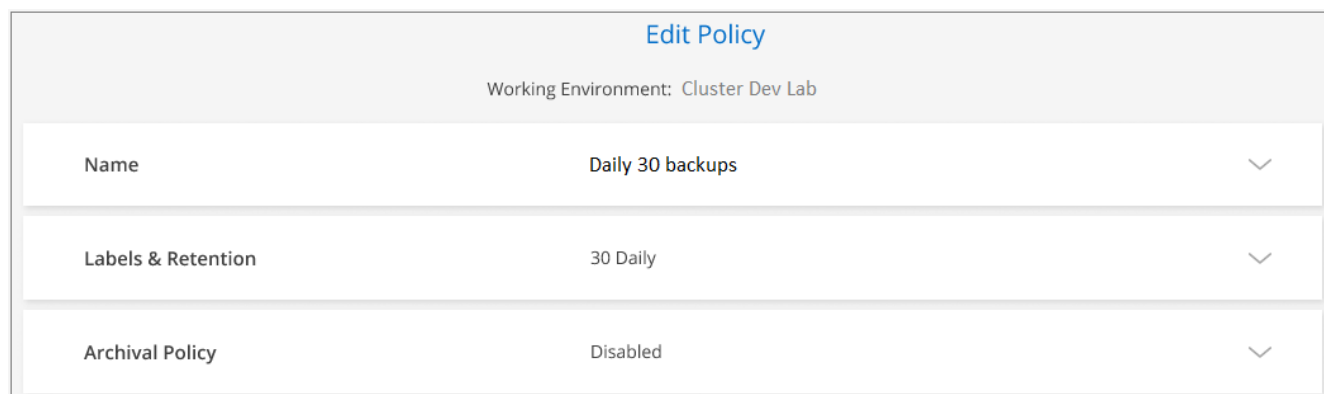 Edit Policy
Working Environment: Cluster Dev Lab
Name Daily 30 backups
Labels & Retention 30 Daily
Archival Policy Disabled